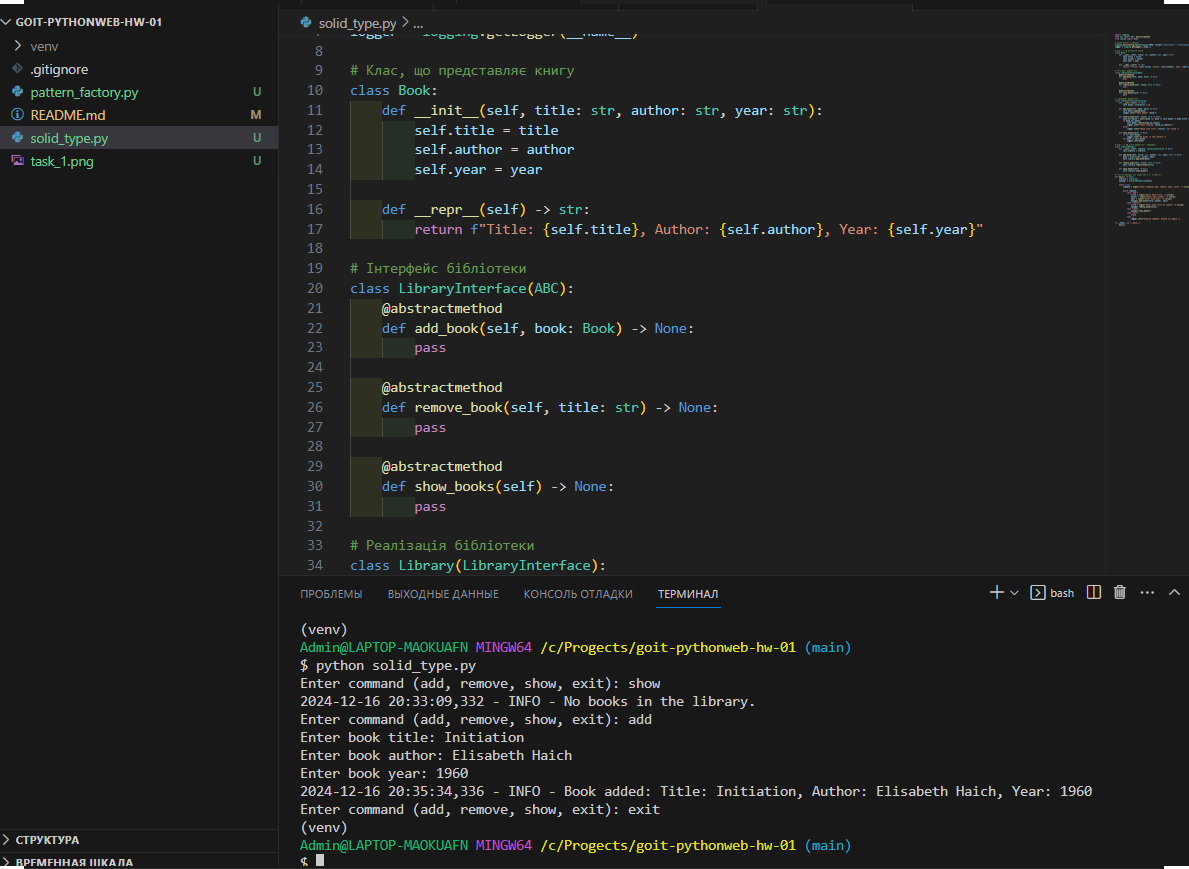 GOIT-PYTHONWEB-HW-01
venv
.gitignore
pattern_factory.py U
README.md M
solid_type.py U
task_1.png U
СТРУКТУРА
ВРЕМЕННАЯ ШКАЛА
solid_type.py > ...
7 logger = logging.getLogger(__name__)
8
9 # Клас, що представляє книгу
10 class Book:
11 def __init__(self, title: str, author: str, year: str):
12 self.title = title
13 self.author = author
14 self.year = year
15
16 def __repr__(self) -> str:
17 return f"Title: {self.title}, Author: {self.author}, Year: {self.year}"
18
19 # Інтерфейс бібліотеки
20 class LibraryInterface(ABC):
21 @abstractmethod
22 def add_book(self, book: Book) -> None:
23 pass
24
25 @abstractmethod
26 def remove_book(self, title: str) -> None:
27 pass
28
29 @abstractmethod
30 def show_books(self) -> None:
31 pass
32
33 # Реалізація бібліотеки
34 class Library(LibraryInterface):
ПРОБЛЕМЫ ВЫХОДНЫЕ ДАННЫЕ КОНСОЛЬ ОТЛАДКИ ТЕРМИНАЛ bash
(venv)
Admin@LAPTOP-MAOKUAFN MINGW64 /c/Progects/goit-pythonweb-hw-01 (main)
$ python solid_type.py
Enter command (add, remove, show, exit): show
2024-12-16 20:33:09,332 - INFO - No books in the library.
Enter command (add, remove, show, exit): add
Enter book title: Initiation
Enter book author: Elisabeth Haich
Enter book year: 1960
2024-12-16 20:35:34,336 - INFO - Book added: Title: Initiation, Author: Elisabeth Haich, Year: 1960
Enter command (add, remove, show, exit): exit
(venv)
Admin@LAPTOP-MAOKUAFN MINGW64 /c/Progects/goit-pythonweb-hw-01 (main)
$